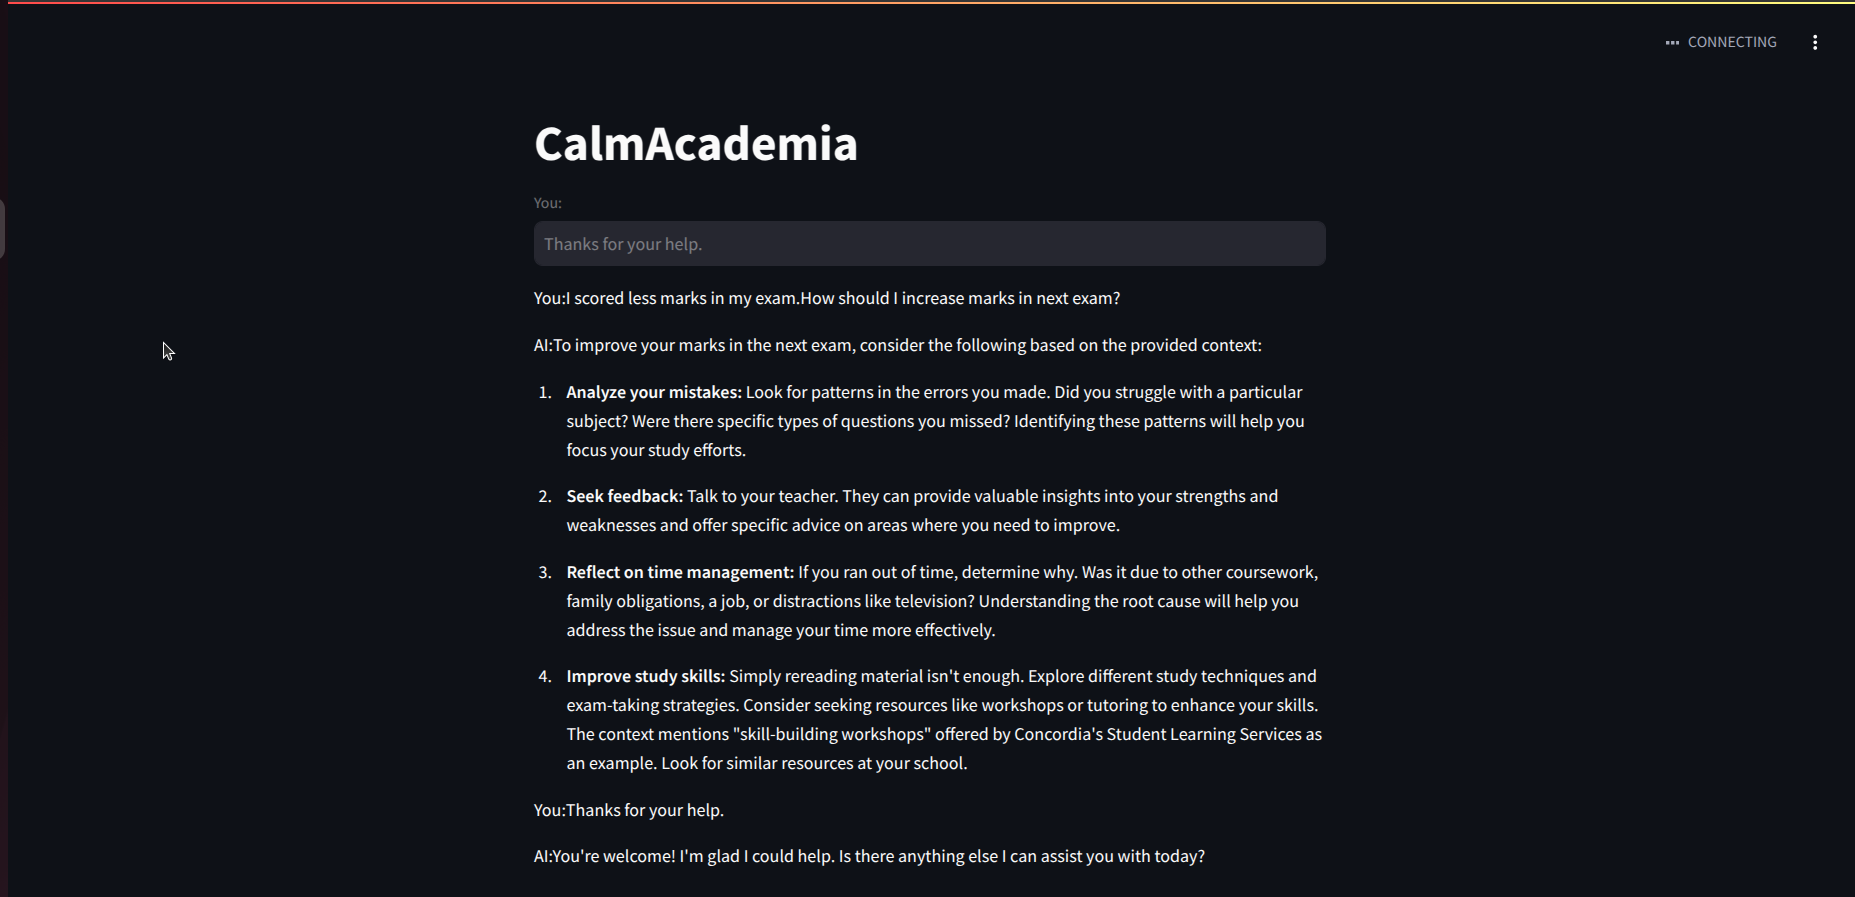 CONNECTING
CalmAcademia
You:
Thanks for your help.
You:I scored less marks in my exam.How should I increase marks in next exam?
AI:To improve your marks in the next exam, consider the following based on the provided context:
1. Analyze your mistakes: Look for patterns in the errors you made. Did you struggle with a particular
subject? Were there specific types of questions you missed? Identifying these patterns will help you
focus your study efforts.
2. Seek feedback: Talk to your teacher. They can provide valuable insights into your strengths and
weaknesses and offer specific advice on areas where you need to improve.
3. Reflect on time management: If you ran out of time, determine why. Was it due to other coursework,
family obligations, a job, or distractions like television? Understanding the root cause will help you
address the issue and manage your time more effectively.
4. Improve study skills: Simply rereading material isn't enough. Explore different study techniques and
exam-taking strategies. Consider seeking resources like workshops or tutoring to enhance your skills.
The context mentions "skill-building workshops" offered by Concordia's Student Learning Services as
an example. Look for similar resources at your school.
You:Thanks for your help.
AI:You're welcome! I'm glad I could help. Is there anything else I can assist you with today?